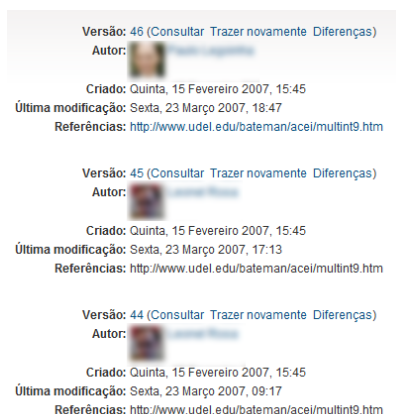 Versão: 46 (Consultar Trazer novamente Diferenças)
Autor:
Criado: Quinta, 15 Fevereiro 2007, 15:45
Última modificação: Sexta, 23 Março 2007, 18:47
Referências: http://www.udel.edu/bateman/acei/multint9.htm
Versão: 45 (Consultar Trazer novamente Diferenças)
Autor:
Criado: Quinta, 15 Fevereiro 2007, 15:45
Última modificação: Sexta, 23 Março 2007, 17:13
Referências: http://www.udel.edu/bateman/acei/multint9.htm
Versão: 44 (Consultar Trazer novamente Diferenças)
Autor:
Criado: Quinta, 15 Fevereiro 2007, 15:45
Última modificação: Sexta, 23 Março 2007, 09:17
Referências: http://www.udel.edu/bateman/acei/multint9.htm